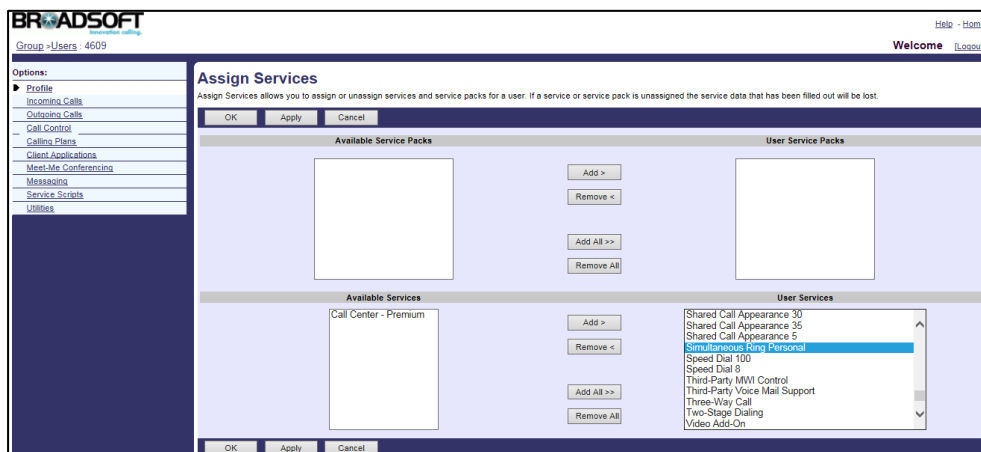 BROADSOFT
innovation calling.
Help - Hom
Group >Users : 4609
Welcome [Logou
Options:
Profile
Incoming Calls
Outgoing Calls
Call Control
Calling Plans
Client Applications
Meet-Me Conferencing
Messaging
Service Scripts
Utilities
Assign Services
Assign Services allows you to assign or unassign services and service packs for a user. If a service or service pack is unassigned the service data that has been filled out will be lost.
OK Apply Cancel
Available Service Packs
User Service Packs
Add >
Remove <
Add All >>
Remove All
Available Services
User Services
Call Center - Premium
Add >
Remove <
Add All >>
Remove All
Shared Call Appearance 30
Shared Call Appearance 35
Shared Call Appearance 5
Simultaneous Ring Personal
Speed Dial 100
Speed Dial 8
Third-Party MWI Control
Third-Party Voice Mail Support
Three-Way Call
Two-Stage Dialing
Video Add-On
OK Apply Cancel